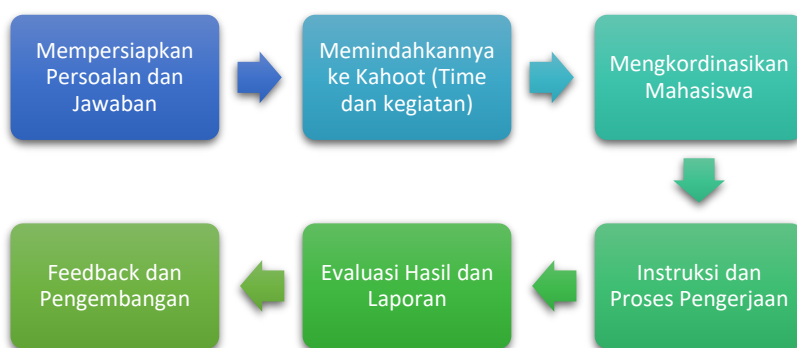 Mempersiapkan
Persoalan dan
Jawaban
Memindahkannya
ke Kahoot (Time
dan kegiatan)
Mengkordinasikan
Mahasiswa
Instruksi dan
Proses Pengerjaan
Evaluasi Hasil dan
Laporan
Feedback dan
Pengembangan